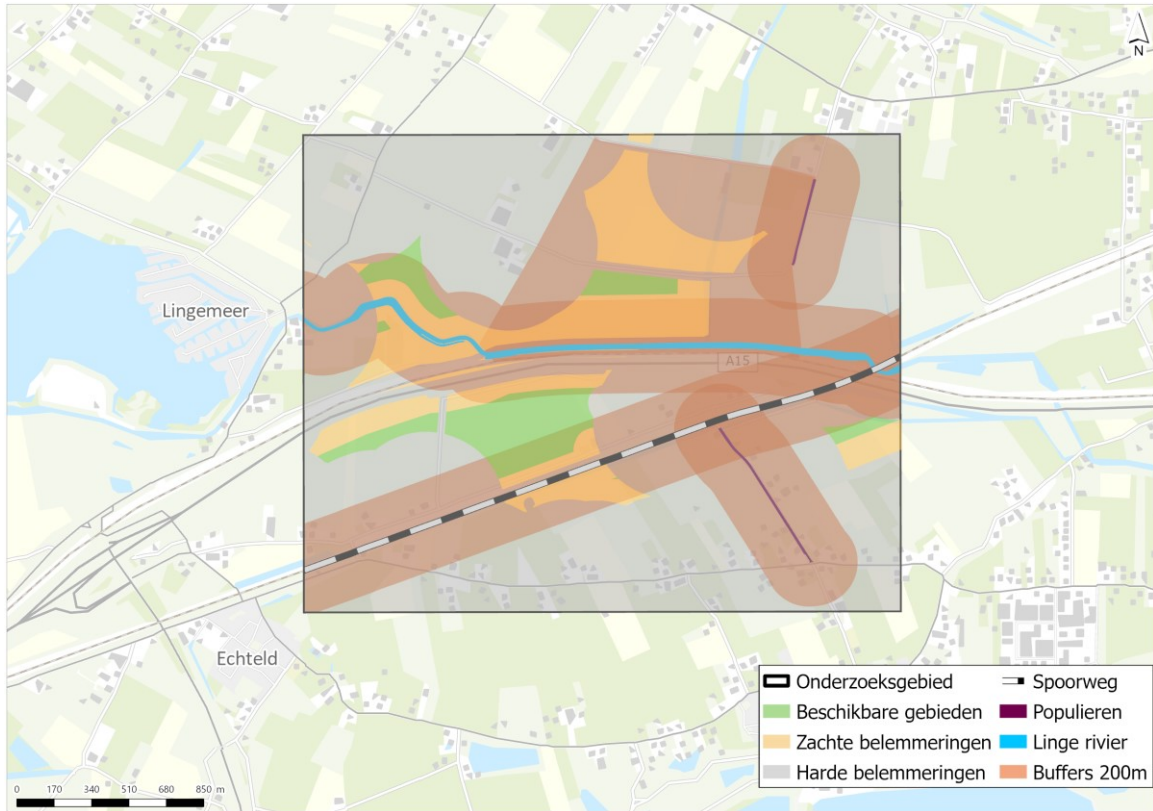 N
Lingemeer
A15
Echteld
Onderzoeksgebied
Beschikbare gebieden
Zachte belemmeringen
Harde belemmeringen
Spoorweg
Populieren
Linge rivier
Buffers 200m
0 170 340 510 680 850 m